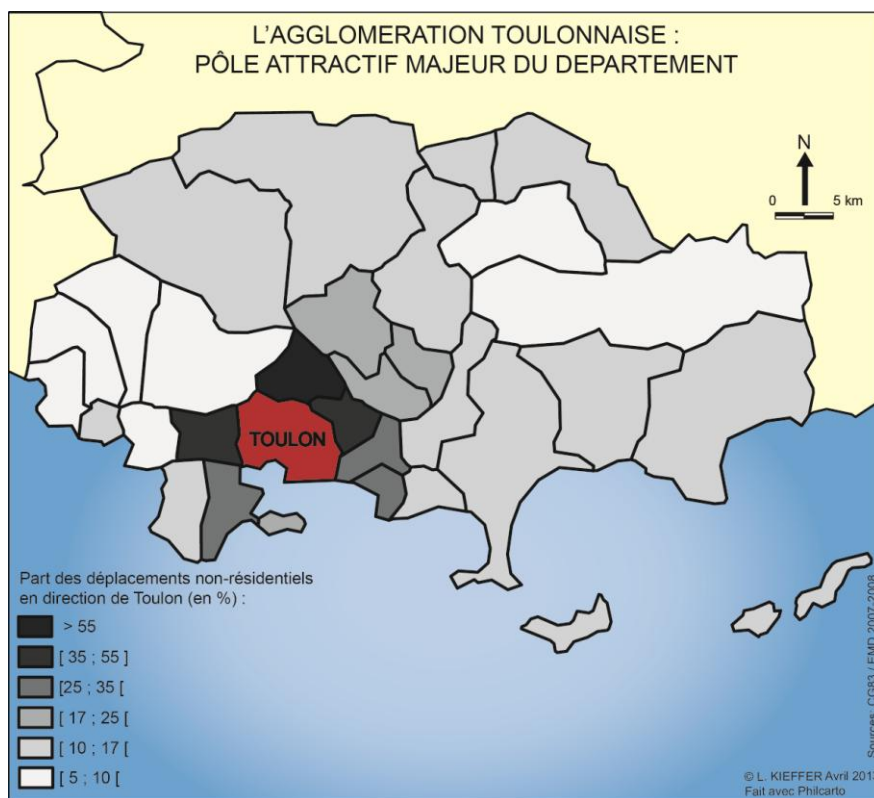 L'AGGLOMERATION TOULONNAISE :
PÔLE ATTRACTIF MAJEUR DU DEPARTEMENT
N
0 5 km
TOULON
Part des déplacements non-résidentiels
en direction de Toulon (en %) :
> 55
[ 35 ; 55 ]
[25 ; 35 [
[ 17 ; 25 [
[ 10 ; 17 [
[ 5 ; 10 [
Sources: CG83 / EMD 2007-2008
© L. KIEFFER Avril 2013
Fait avec Philcarto